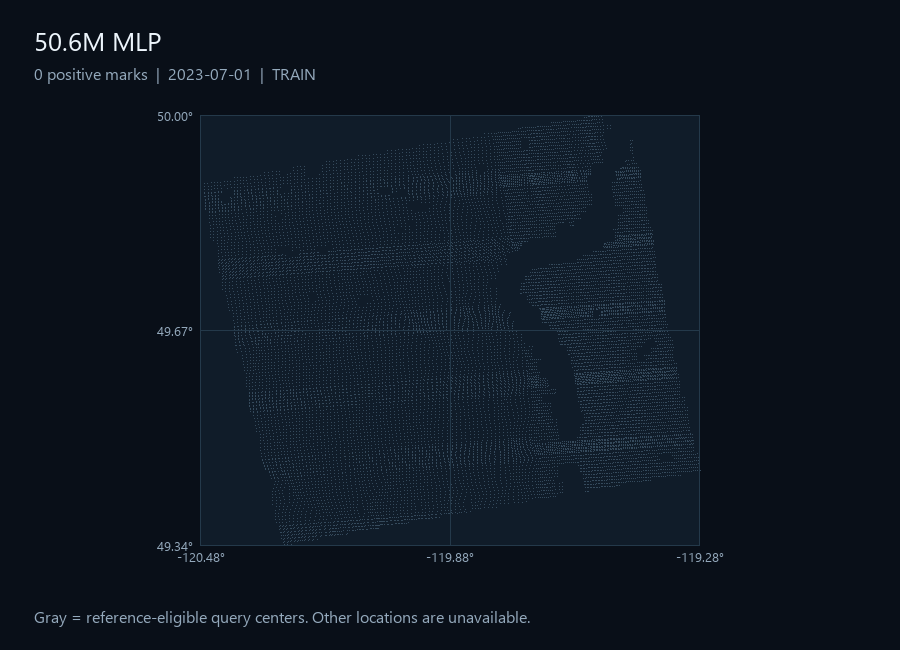 50.6M MLP
0 positive marks | 2023-07-01 | TRAIN
50.00°
49.67°
49.34°
-120.48°
-119.88°
-119.28°
Gray = reference-eligible query centers. Other locations are unavailable.